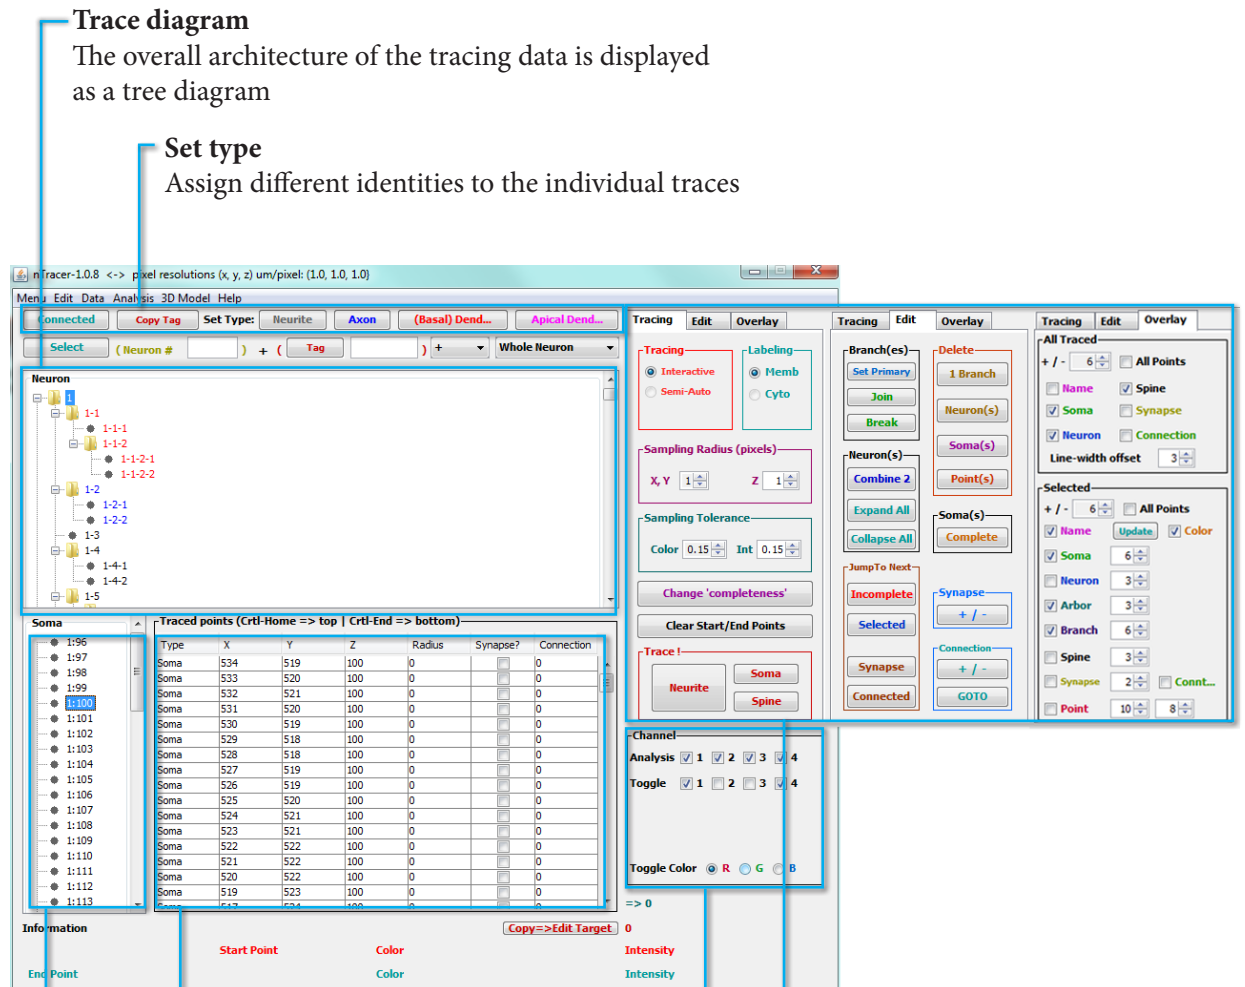 Trace diagram
The overall architecture of the tracing data is displayed
as a tree diagram
Set type
Assign different identities to the individual traces
nTracer-1.0.8 <-> pixel resolutions (x, y, z) um/pixel: (1.0, 1.0, 1.0)
Menu Edit Data Analysis 3D Model Help
Connected Copy Tag Set Type: Neurite Axon (Basal) Dend... Apical Dend...
Select ( Neuron # ) + ( Tag ) + Whole Neuron
Neuron
1
1-1
1-1-1
1-1-2
1-1-2-1
1-1-2-2
1-2
1-2-1
1-2-2
1-3
1-4
1-4-1
1-4-2
1-5
Soma
1:96
1:97
1:98
1:99
1:100
1:101
1:102
1:103
1:104
1:105
1:106
1:107
1:108
1:109
1:110
1:111
1:112
1:113
Traced points (Crtl-Home => top | Crtl-End => bottom)
Type X Y Z Radius Synapse? Connection
Soma 534 519 100 0 0
Soma 533 520 100 0 0
Soma 532 521 100 0 0
Soma 531 520 100 0 0
Soma 530 519 100 0 0
Soma 529 518 100 0 0
Soma 528 518 100 0 0
Soma 527 519 100 0 0
Soma 526 519 100 0 0
Soma 525 520 100 0 0
Soma 524 521 100 0 0
Soma 523 521 100 0 0
Soma 522 522 100 0 0
Soma 521 522 100 0 0
Soma 520 522 100 0 0
Soma 519 523 100 0 0
Soma 517 524 100 0 0
Tracing Edit Overlay
Tracing
Interactive
Semi-Auto
Labeling
Memb
Cyto
Sampling Radius (pixels)
X, Y 1 Z 1
Sampling Tolerance
Color 0.15 Int 0.15
Change 'completeness'
Clear Start/End Points
Trace !
Neurite
Soma
Spine
Tracing Edit Overlay
Branch(es)
Set Primary
Join
Break
Neuron(s)
Combine 2
Expand All
Collapse All
JumpTo Next
Incomplete
Selected
Synapse
Connected
Delete
1 Branch
Neuron(s)
Soma(s)
Point(s)
Soma(s)
Complete
Synapse
+ / -
Connection
+ / -
GOTO
Tracing Edit Overlay
All Traced
+ / - 6 All Points
Name Spine
Soma Synapse
Neuron Connection
Line-width offset 3
Selected
+ / - 6 All Points
Name Update Color
Soma 6
Neuron 3
Arbor 3
Branch 6
Spine 3
Synapse 2 Connt...
Point 10 8
Channel
Analysis 1 2 3 4
Toggle 1 2 3 4
Toggle Color R G B
=> 0
Information Copy=>Edit Target 0
Start Point Color Intensity
End Point Color Intensity